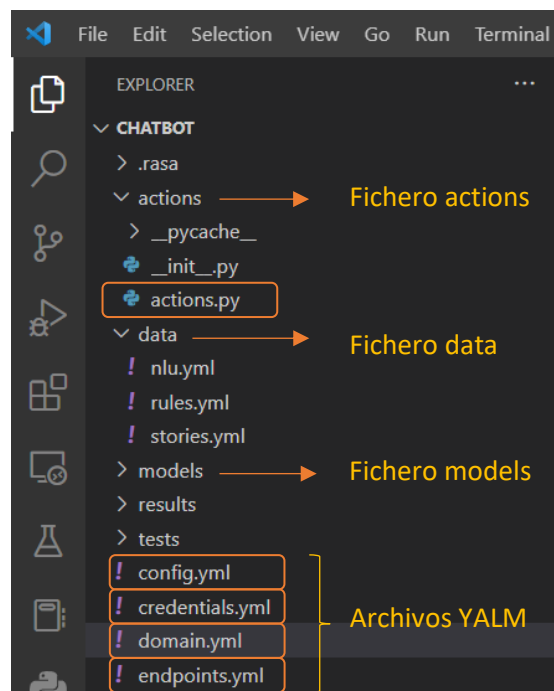 File Edit Selection View Go Run Terminal
EXPLORER ...
CHATBOT
.rasa
actions Fichero actions
__pycache__
__init__.py
actions.py
data Fichero data
! nlu.yml
! rules.yml
! stories.yml
models Fichero models
results
tests
! config.yml
! credentials.yml Archivos YALM
! domain.yml
! endpoints.yml